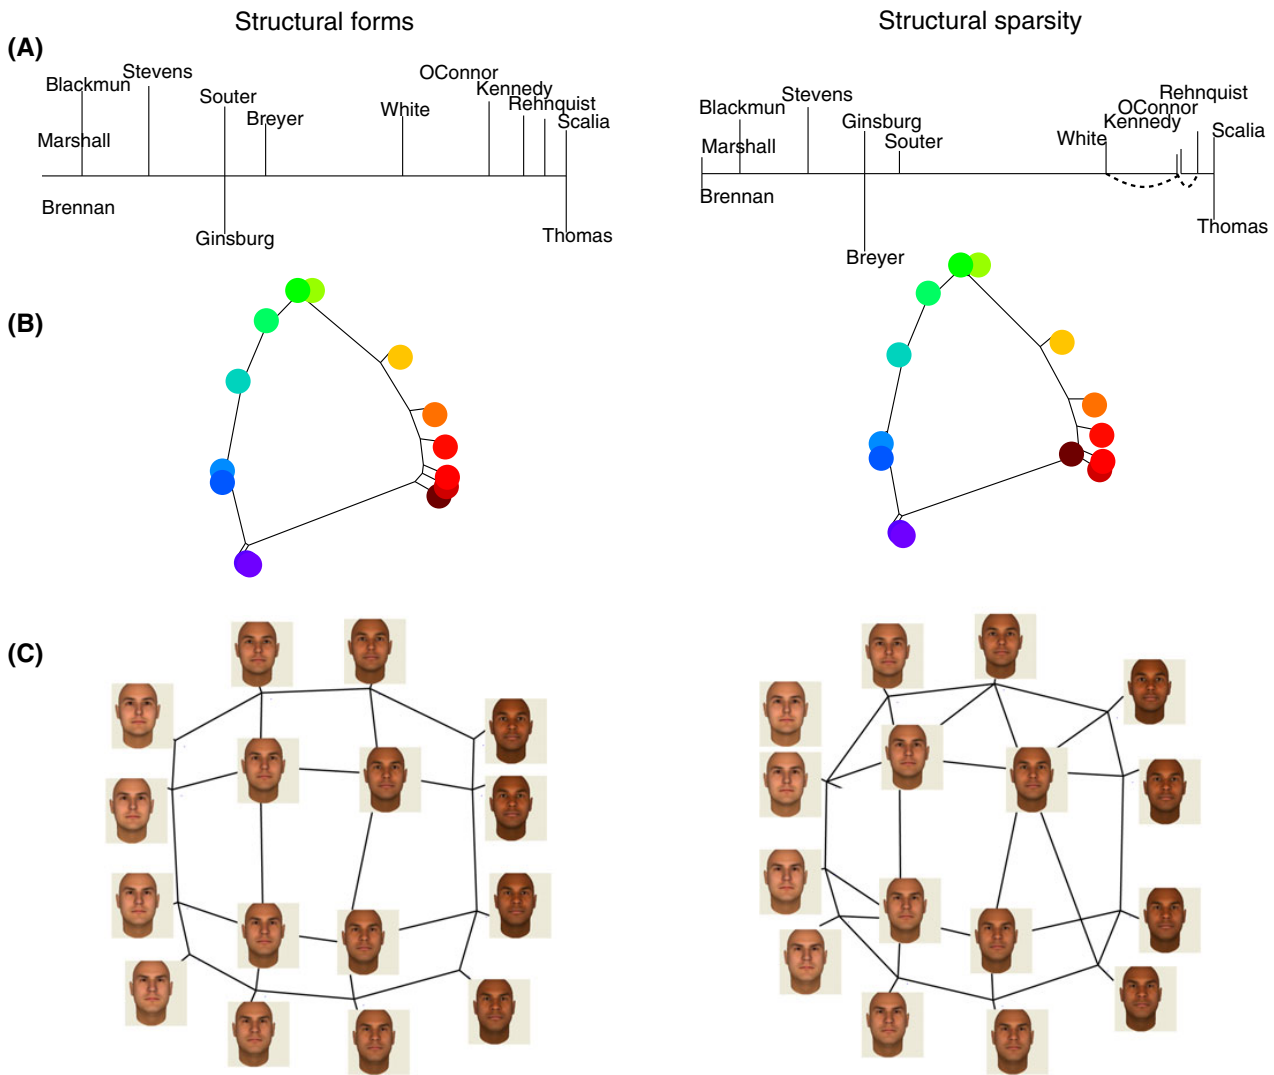 Structural forms
Structural sparsity
(A)
Blackmun
Stevens
Souter
Breyer
White
OConnor
Kennedy
Rehnquist
Scalia
Marshall
Brennan
Ginsburg
Thomas
Blackmun
Stevens
Ginsburg
Souter
White
Rehnquist
OConnor
Kennedy
Scalia
Marshall
Brennan
Breyer
Thomas
(B)
(C)